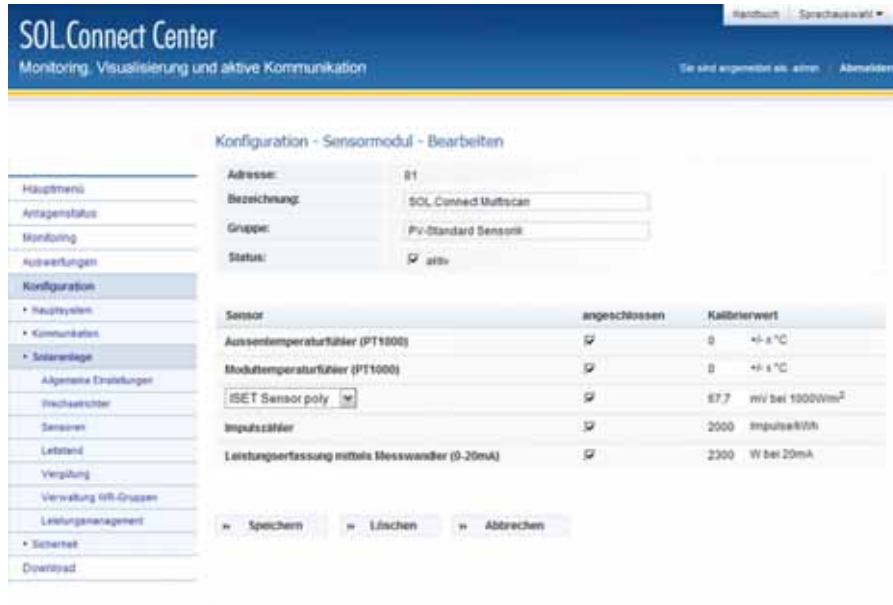 Handbuch Sprachauswahl
SOL.Connect Center
Monitoring, Visualisierung und aktive Kommunikation
Sie sind angemeldet als: admin | Abmelden
Konfiguration - Sensormodul - Bearbeiten
Adresse: 81
Bezeichnung: SOL.Connect Multiscan
Gruppe: PV-Standard Sensorik
Status: aktiv
Hauptmenü
Anlagenstatus
Monitoring
Auswertungen
Konfiguration
• Hauptsystem
• Kommunikation
• Solaranlage
Allgemeine Einstellungen
Wechselrichter
Sensoren
Leitstand
Vergütung
Verwaltung WR-Gruppen
Leistungsmanagement
• Sicherheit
Download
Sensor angeschlossen Kalibrierwert
Aussentemperaturfühler (PT1000) 0 +/- x °C
Modultemperaturfühler (PT1000) 0 +/- x °C
ISET Sensor poly 67.7 mV bei 1000W/m²
Impulszähler 2000 Impulse/kWh
Leistungserfassung mittels Messwandler (0-20mA) 2300 W bei 20mA
» Speichern » Löschen » Abbrechen